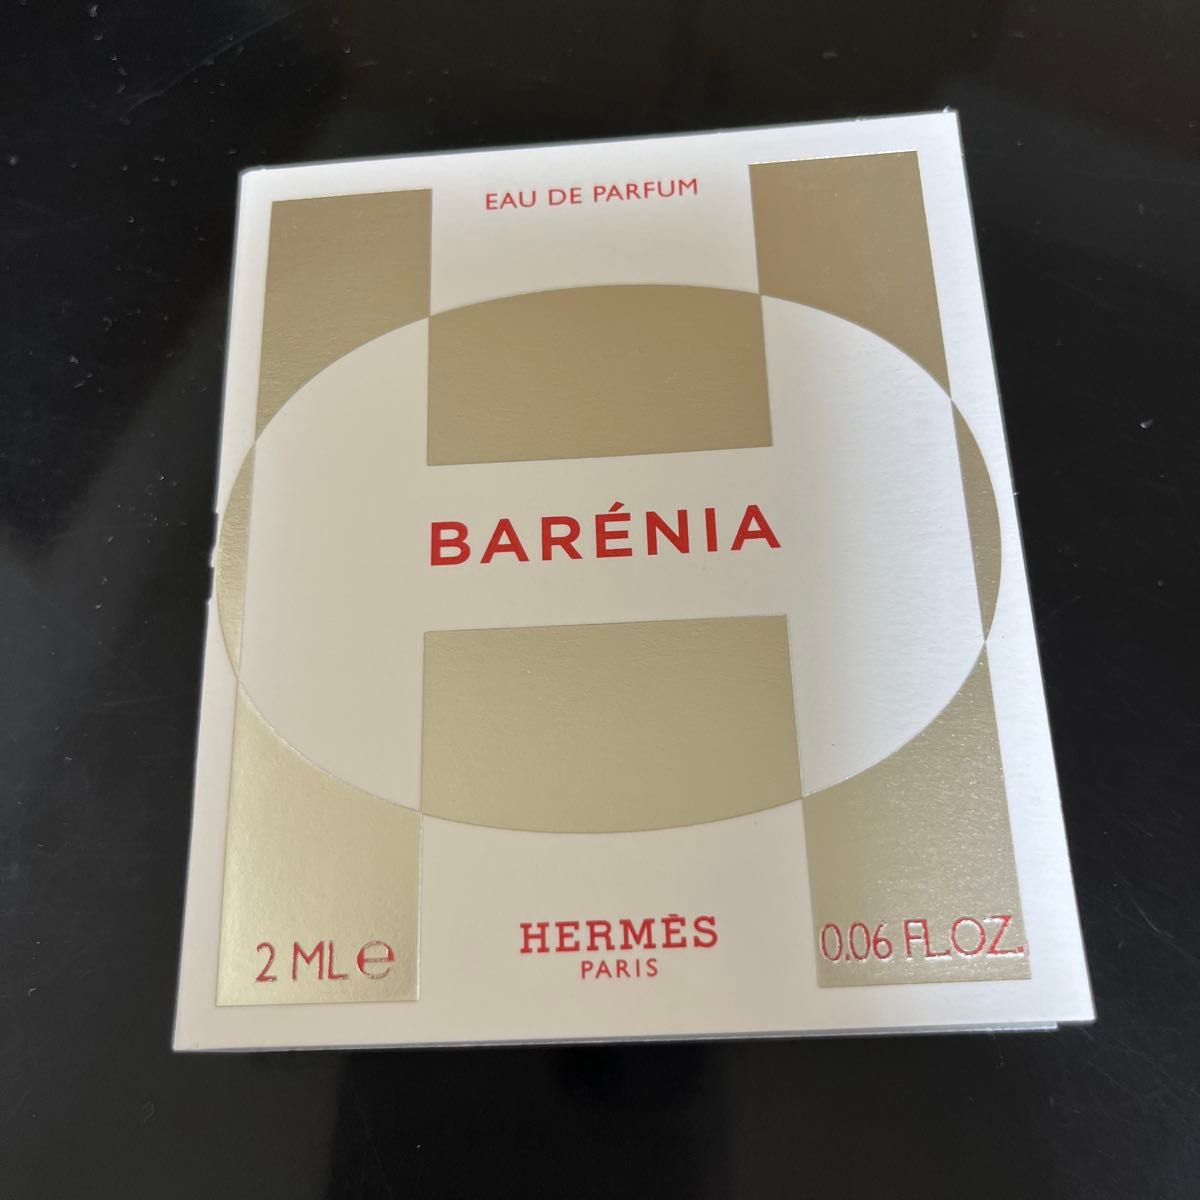 EAU DE PARFUM
BARÉNIA
HERMÈS
PARIS
2 ML ℮
0.06 FL.OZ.